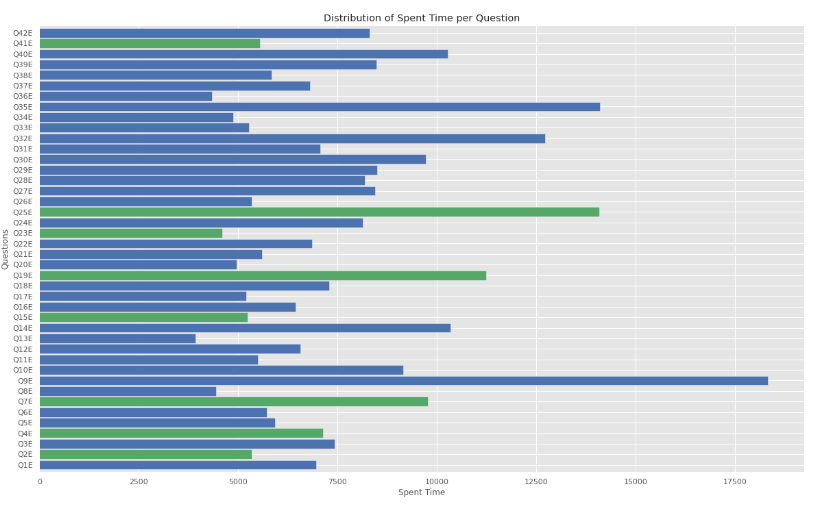 Distribution of Spent Time per Question
Q42E
Q41E
Q40E
Q39E
Q38E
Q37E
Q36E
Q35E
Q34E
Q33E
Q32E
Q31E
Q30E
Q29E
Q28E
Q27E
Q26E
Q25E
Q24E
Q23E
Q22E
Q21E
Q20E
Q19E
Q18E
Q17E
Q16E
Q15E
Q14E
Q13E
Q12E
Q11E
Q10E
Q9E
Q8E
Q7E
Q6E
Q5E
Q4E
Q3E
Q2E
Q1E
Questions
0 2500 5000 7500 10000 12500 15000 17500
Spent Time